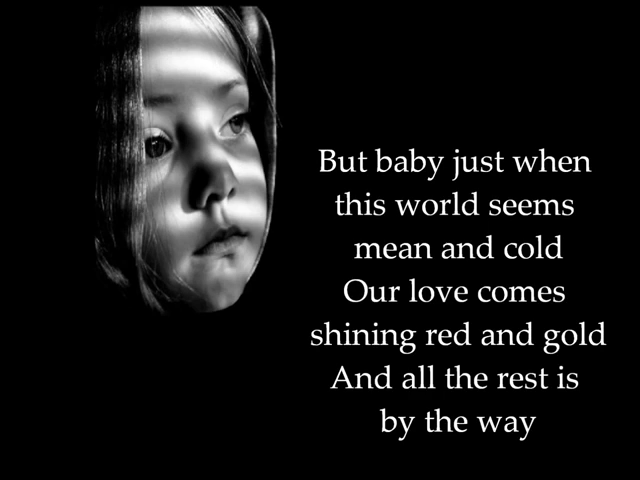 But baby just when
this world seems
mean and cold
Our love comes
shining red and gold
And all the rest is
by the way